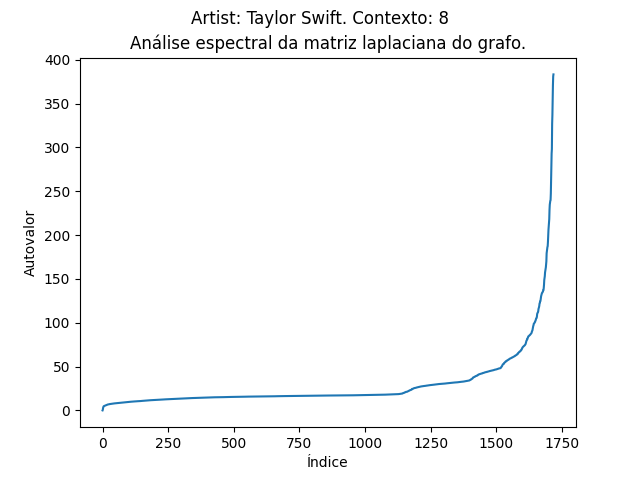 Artist: Taylor Swift. Contexto: 8
Análise espectral da matriz laplaciana do grafo.
400
350
300
250
200
150
100
50
0
Autovalor
0 250 500 750 1000 1250 1500 1750
Índice